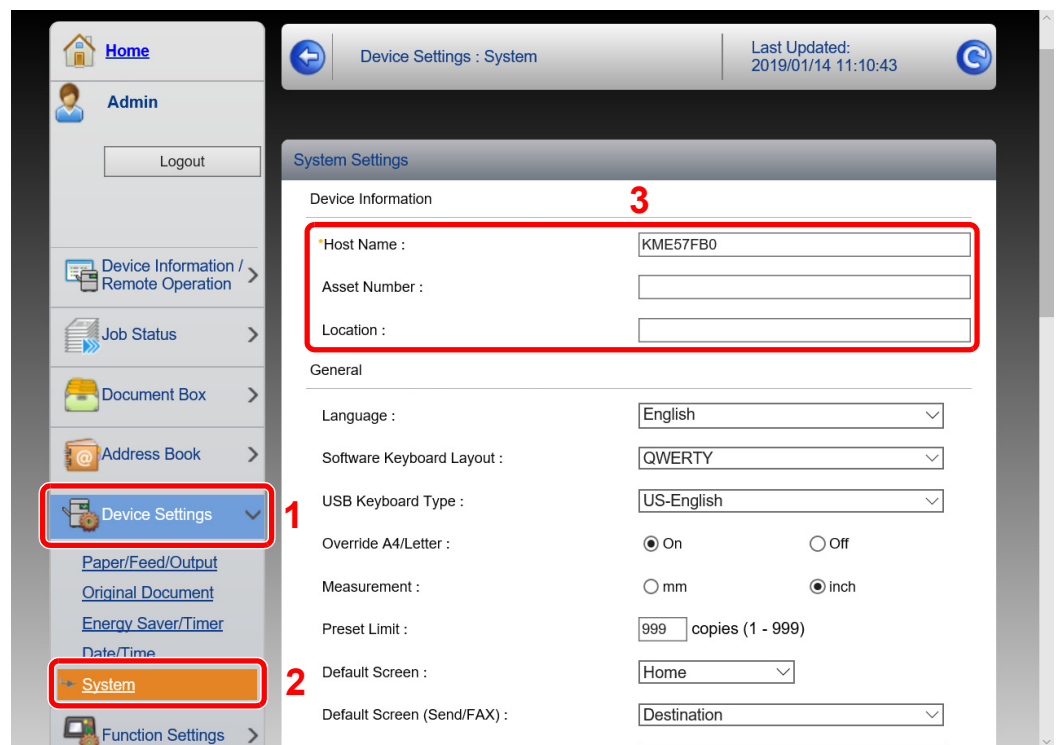 Home
Admin
Logout
Device Information /
Remote Operation
Job Status
Document Box
Address Book
Device Settings
1
Paper/Feed/Output
Original Document
Energy Saver/Timer
Date/Time
System
2
Function Settings
Device Settings : System
Last Updated:
2019/01/14 11:10:43
System Settings
Device Information
3
*Host Name : KME57FB0
Asset Number :
Location :
General
Language : English
Software Keyboard Layout : QWERTY
USB Keyboard Type : US-English
Override A4/Letter : On Off
Measurement : mm inch
Preset Limit : 999 copies (1 - 999)
Default Screen : Home
Default Screen (Send/FAX) : Destination